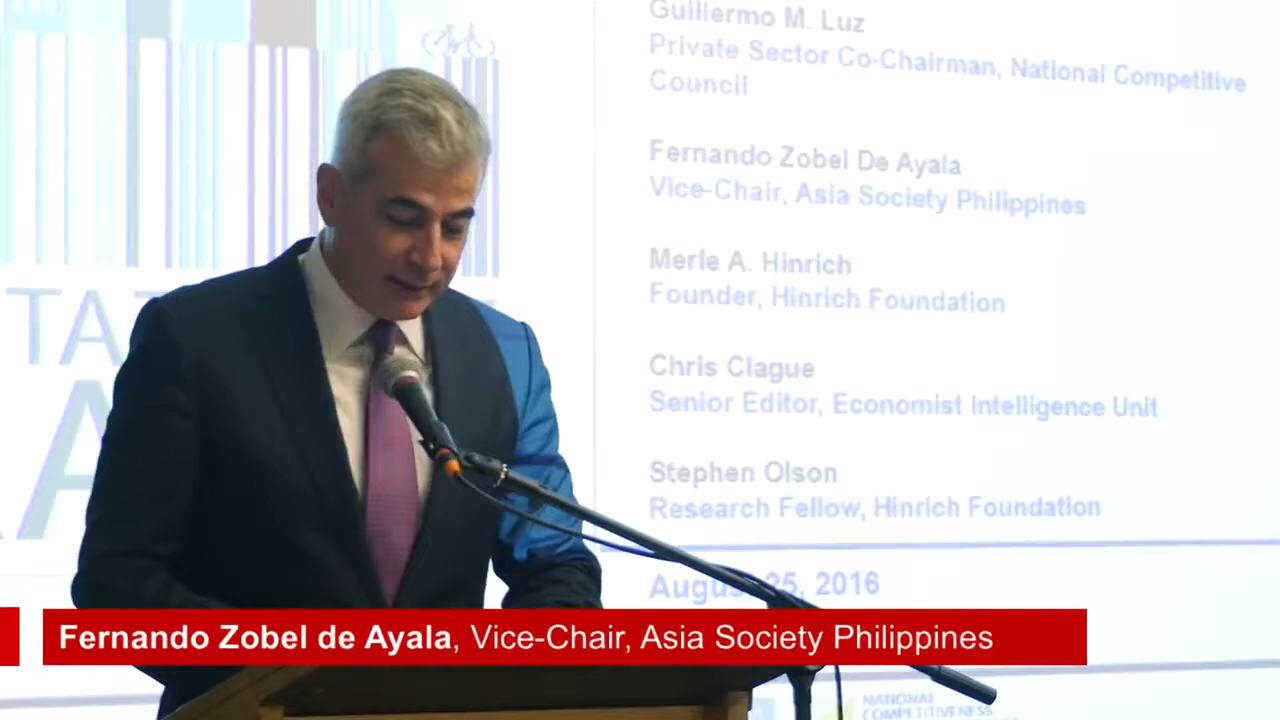 Guillermo M. Luz
Private Sector Co-Chairman, National Competitive
Council
Fernando Zobel De Ayala
Vice-Chair, Asia Society Philippines
Merle A. Hinrich
Founder, Hinrich Foundation
Chris Clague
Senior Editor, Economist Intelligence Unit
Stephen Olson
Research Fellow, Hinrich Foundation
August 25, 2016
Fernando Zobel de Ayala, Vice-Chair, Asia Society Philippines
NATIONAL
COMPETITIVENESS